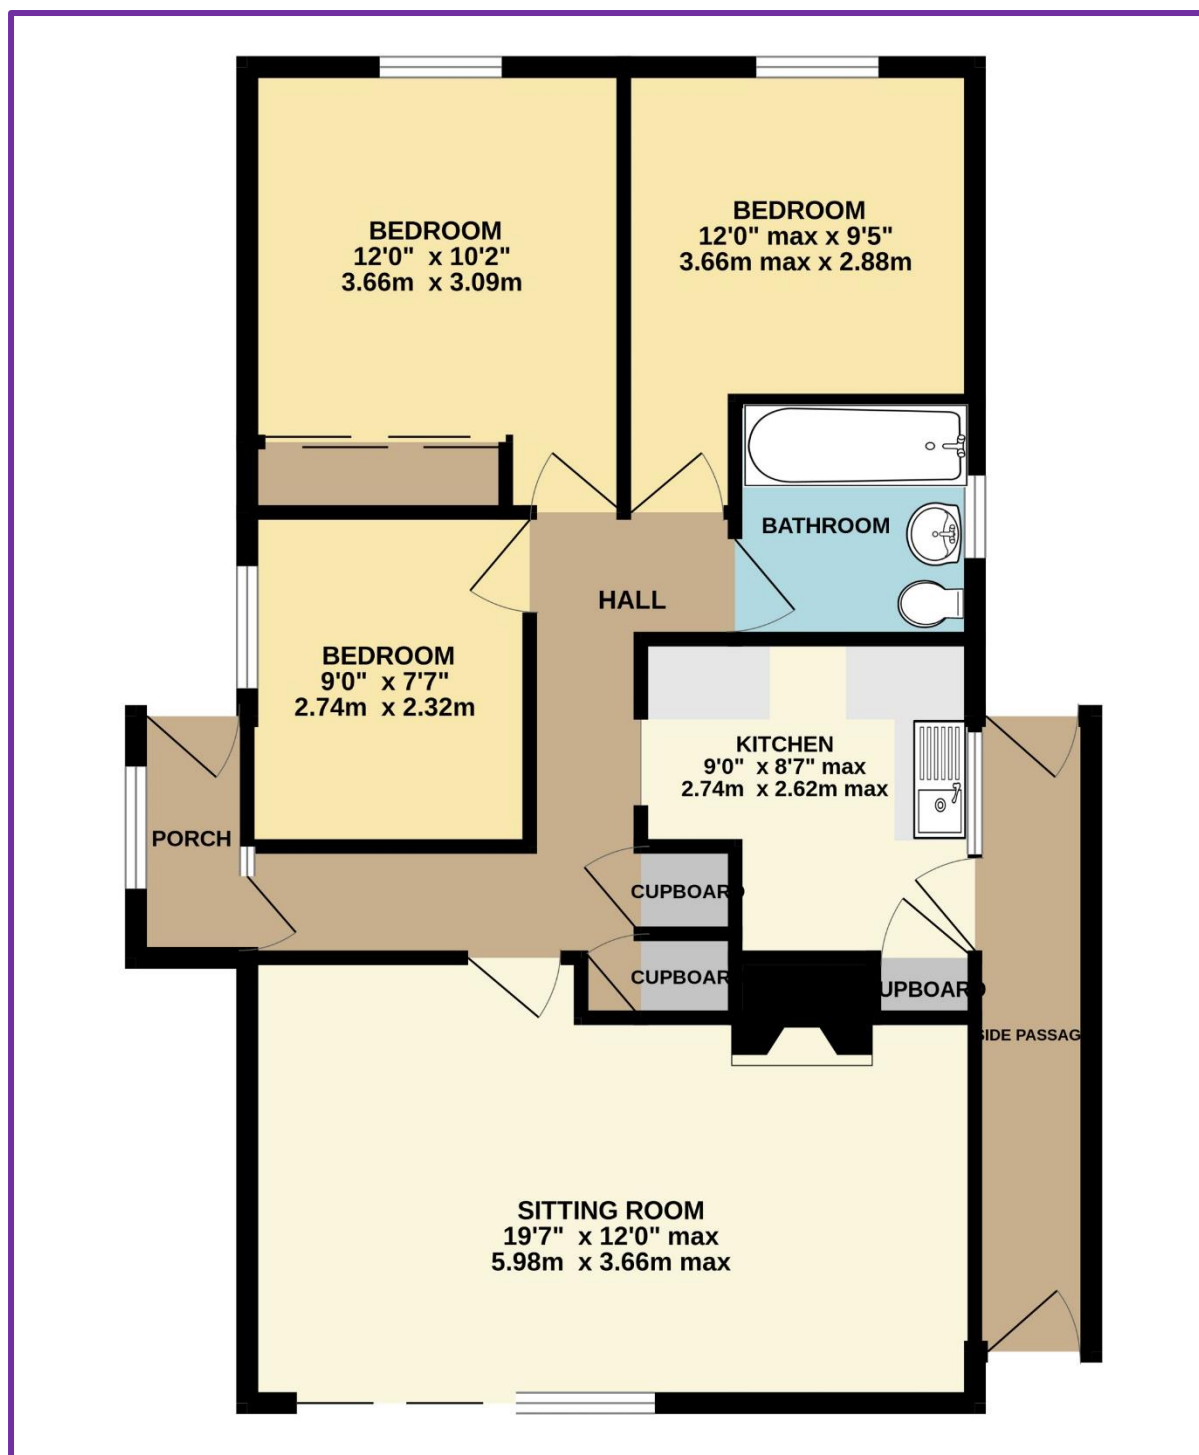 BEDROOM
12'0" x 10'2"
3.66m x 3.09m
BEDROOM
12'0" max x 9'5"
3.66m max x 2.88m
BATHROOM
HALL
BEDROOM
9'0" x 7'7"
2.74m x 2.32m
KITCHEN
9'0" x 8'7" max
2.74m x 2.62m max
PORCH
CUPBOARD
CUPBOARD
CUPBOARD
SIDE PASSAG
SITTING ROOM
19'7" x 12'0" max
5.98m x 3.66m max